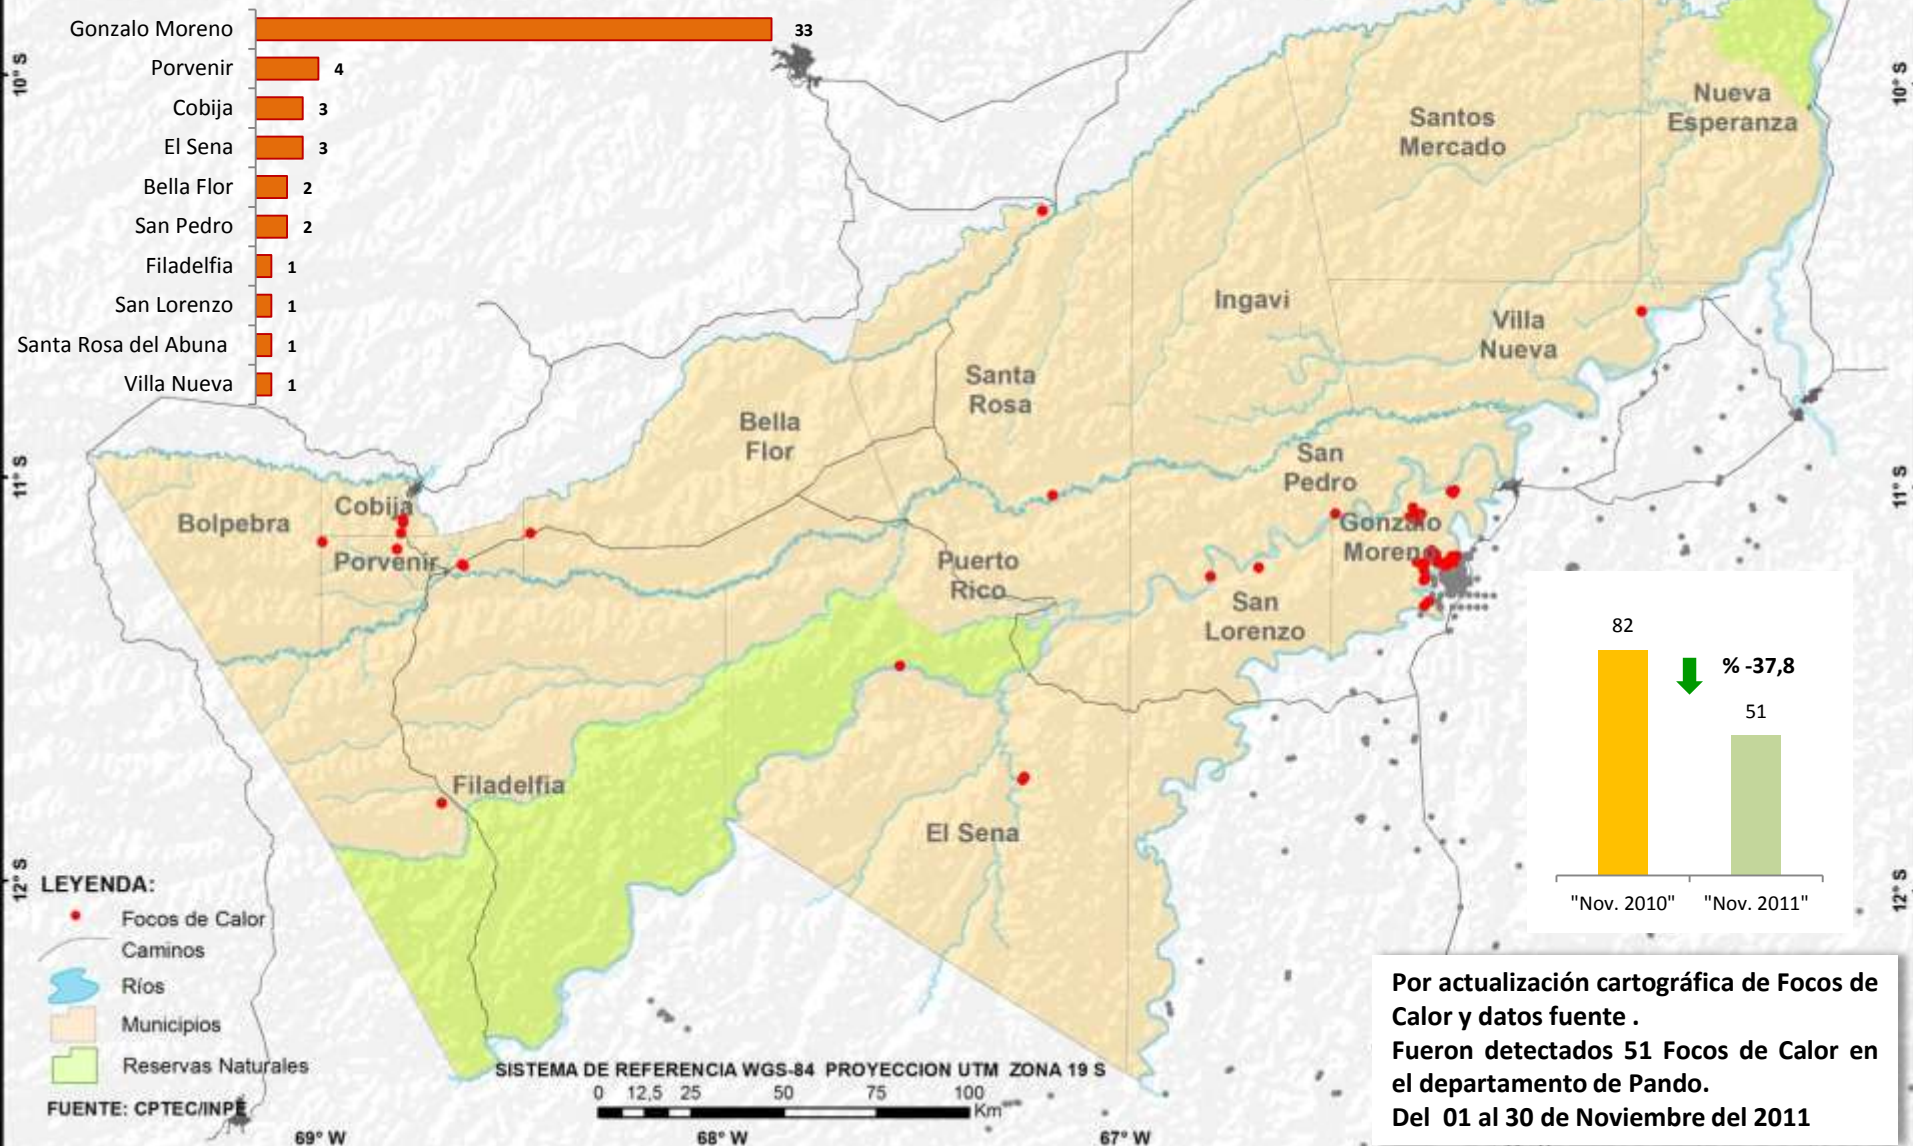 Gonzalo Moreno 33
Porvenir 4
Cobija 3
El Sena 3
Bella Flor 2
San Pedro 2
Filadelfia 1
San Lorenzo 1
Santa Rosa del Abuna 1
Villa Nueva 1
10° S
11° S
12° S
10° S
11° S
12° S
Nueva
Esperanza
Santos
Mercado
Ingavi
Villa
Nueva
Santa
Rosa
Bella
Flor
San
Pedro
Cobija
Bolpebra
Porvenir
Gonzalo
Moreno
Puerto
Rico
San
Lorenzo
Filadelfia
El Sena
82
% -37,8
51
"Nov. 2010" "Nov. 2011"
LEYENDA:
Focos de Calor
Caminos
Ríos
Municipios
Reservas Naturales
FUENTE: CPTEC/INPE
SISTEMA DE REFERENCIA WGS-84 PROYECCION UTM ZONA 19 S
0 12,5 25 50 75 100
Km
69° W 68° W 67° W
Por actualización cartográfica de Focos de
Calor y datos fuente .
Fueron detectados 51 Focos de Calor en
el departamento de Pando.
Del 01 al 30 de Noviembre del 2011